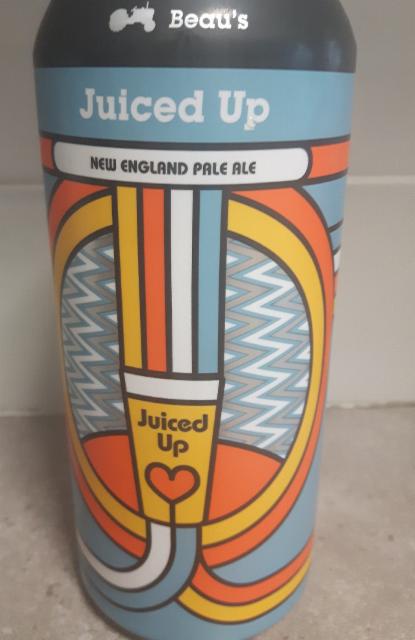 Beau's
Juiced Up
NEW ENGLAND PALE ALE
Juiced
Up